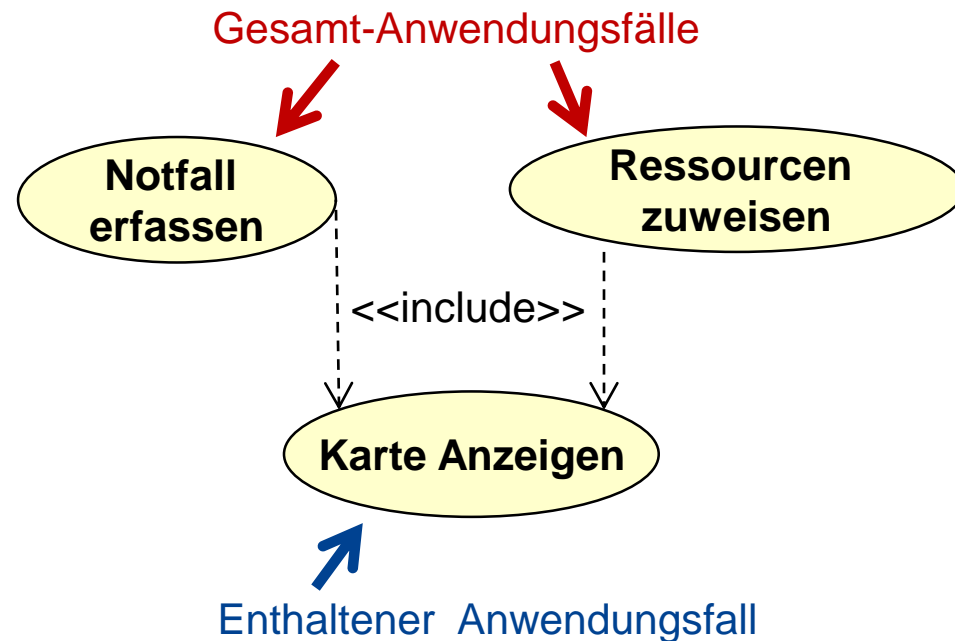 Gesamt-Anwendungsfälle
Notfall
erfassen
Ressourcen
zuweisen
<<include>>
Karte Anzeigen
Enthaltener Anwendungsfall